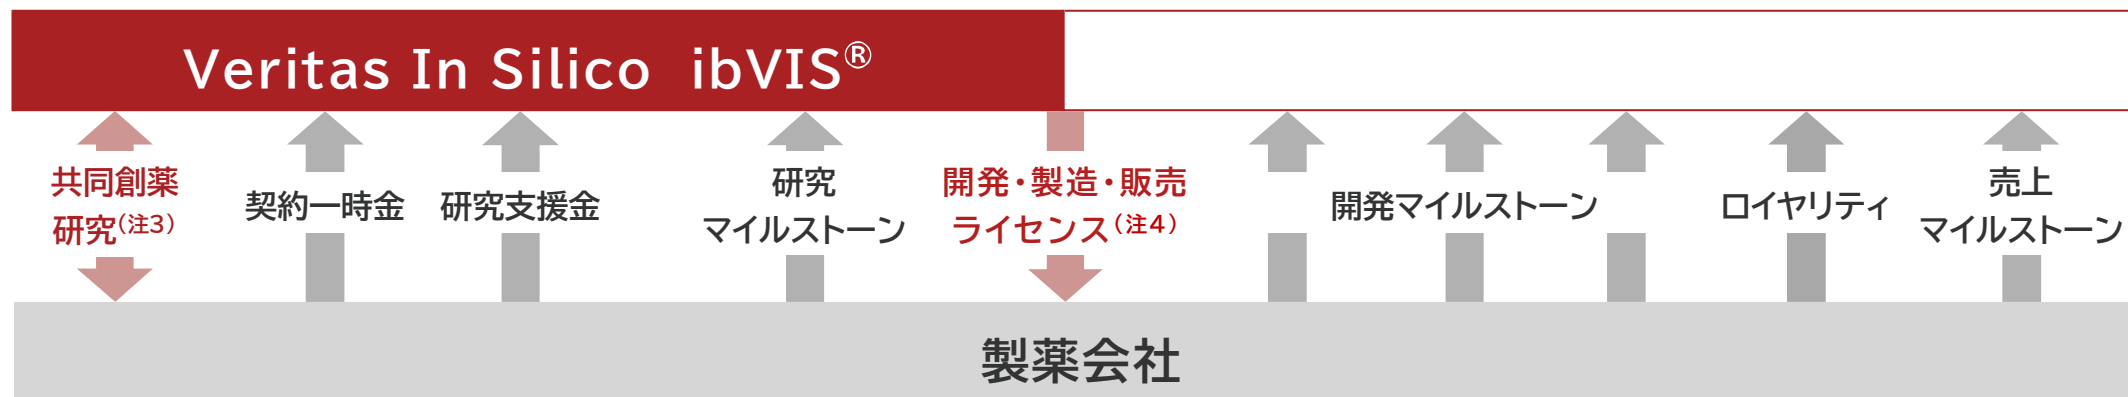 Veritas In Silico ibVIS®
共同創薬
研究(注3)
契約一時金
研究支援金
研究
マイルストーン
開発・製造・販売
ライセンス(注4)
開発マイルストーン
ロイヤリティ
売上
マイルストーン
製薬会社